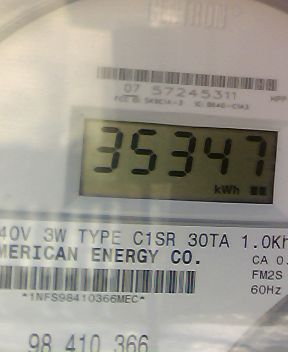 CENTRON®
07 57245311
35347
kWh
40V 3W TYPE C1SR 30TA 1.0Kh
MERICAN ENERGY CO.
CA 0.
FM2S
60Hz
*1NFS98410366MEC*
98 410 366